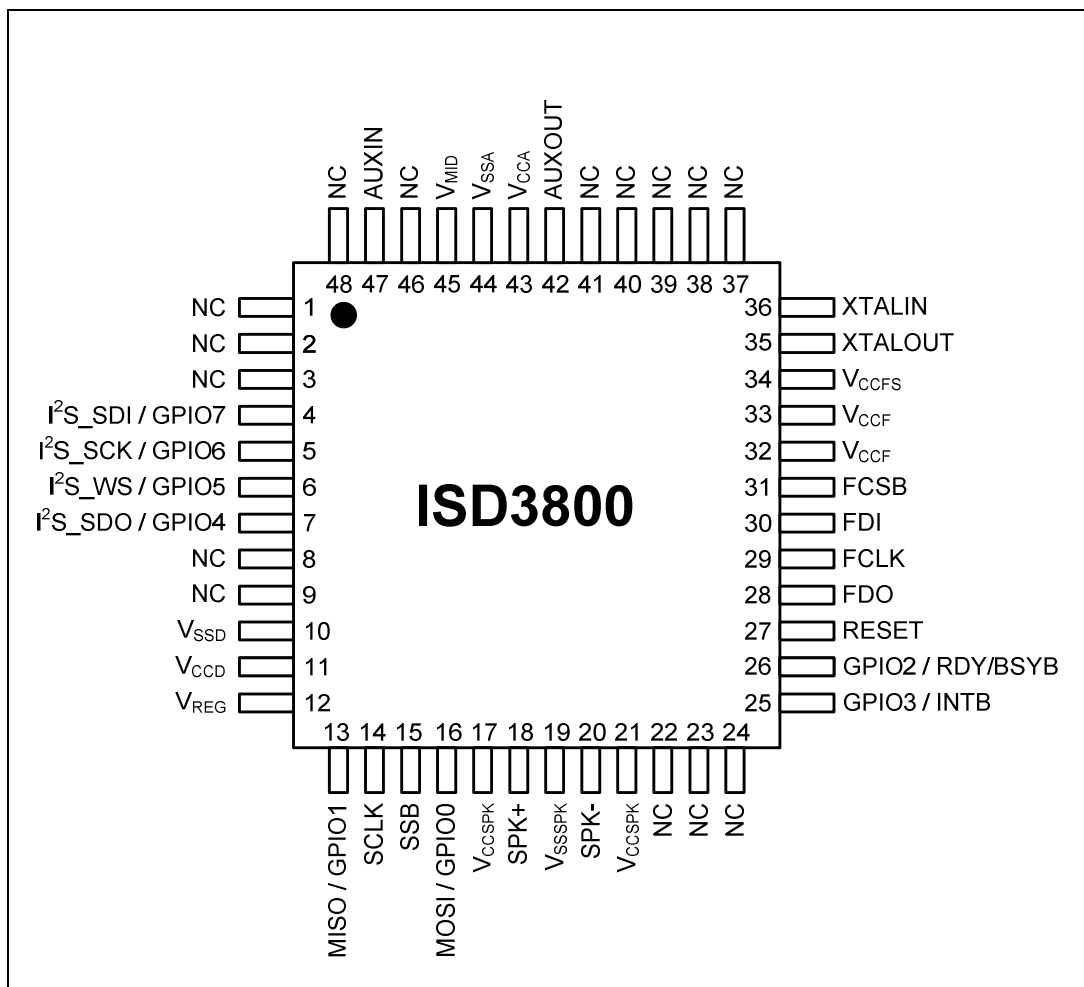 NC
AUXIN
NC
VMID
VSSA
VCCA
AUXOUT
NC
NC
NC
NC
NC
48 47 46 45 44 43 42 41 40 39 38 37
NC 1
NC 2
NC 3
I²S_SDI / GPIO7 4
I²S_SCK / GPIO6 5
I²S_WS / GPIO5 6
I²S_SDO / GPIO4 7
NC 8
NC 9
VSSD 10
VCCD 11
VREG 12
ISD3800
36 XTALIN
35 XTALOUT
34 VCCFS
33 VCCF
32 VCCF
31 FCSB
30 FDI
29 FCLK
28 FDO
27 RESET
26 GPIO2 / RDY/BSYB
25 GPIO3 / INTB
13 14 15 16 17 18 19 20 21 22 23 24
MISO / GPIO1
SCLK
SSB
MOSI / GPIO0
VCCSPK
SPK+
VSSSPK
SPK-
VCCSPK
NC
NC
NC